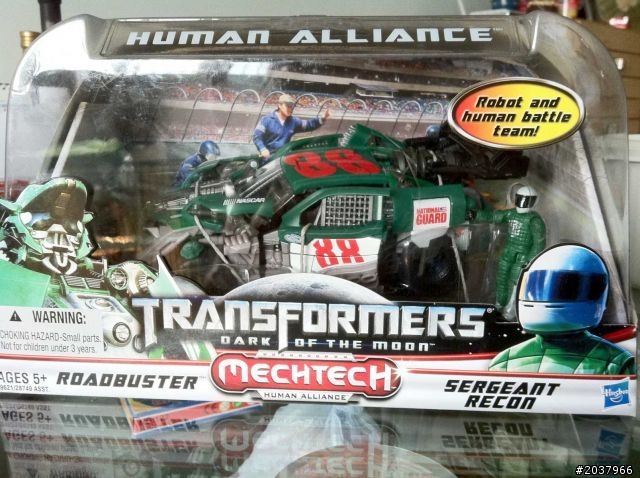 HUMAN ALLIANCE
Robot and
human battle
team!
88
NASCAR
NATIONAL
GUARD
88
TRANSFORMERS
DARK OF THE MOON
⚠ WARNING:
CHOKING HAZARD-Small parts.
Not for children under 3 years.
AGES 5+
ROADBUSTER
MECHTECH
HUMAN ALLIANCE
SERGEANT
RECON
Hasbro
28749 ASST.
#2037966